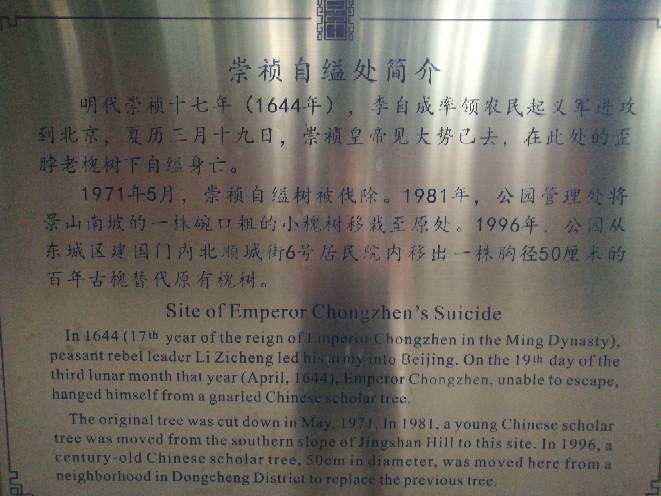 崇祯自缢处简介
明代崇祯十七年(1644年),李自成率领农民起义军进攻
到北京,夏历三月十九日,崇祯皇帝见大势已去,在此处的歪
脖老槐树下自缢身亡。
1971年5月,崇祯自缢树被伐除。1981年,公园管理处将
景山南坡的一株碗口粗的小槐树移栽至原处。1996年,公园从
东城区建国门内北顺城街6号居民院内移出一株胸径50厘米的
百年古槐替代原有槐树。
Site of Emperor Chongzhen's Suicide
In 1644 (17th year of the reign of Emperor Chongzhen in the Ming Dynasty),
peasant rebel leader Li Zicheng led his army into Beijing. On the 19th day of the
third lunar month that year (April, 1644), Emperor Chongzhen, unable to escape,
hanged himself from a gnarled Chinese scholar tree.
The original tree was cut down in May, 1971. In 1981, a young Chinese scholar
tree was moved from the southern slope of Jingshan Hill to this site. In 1996, a
century-old Chinese scholar tree, 50cm in diameter, was moved here from a
neighborhood in Dongcheng District to replace the previous tree.